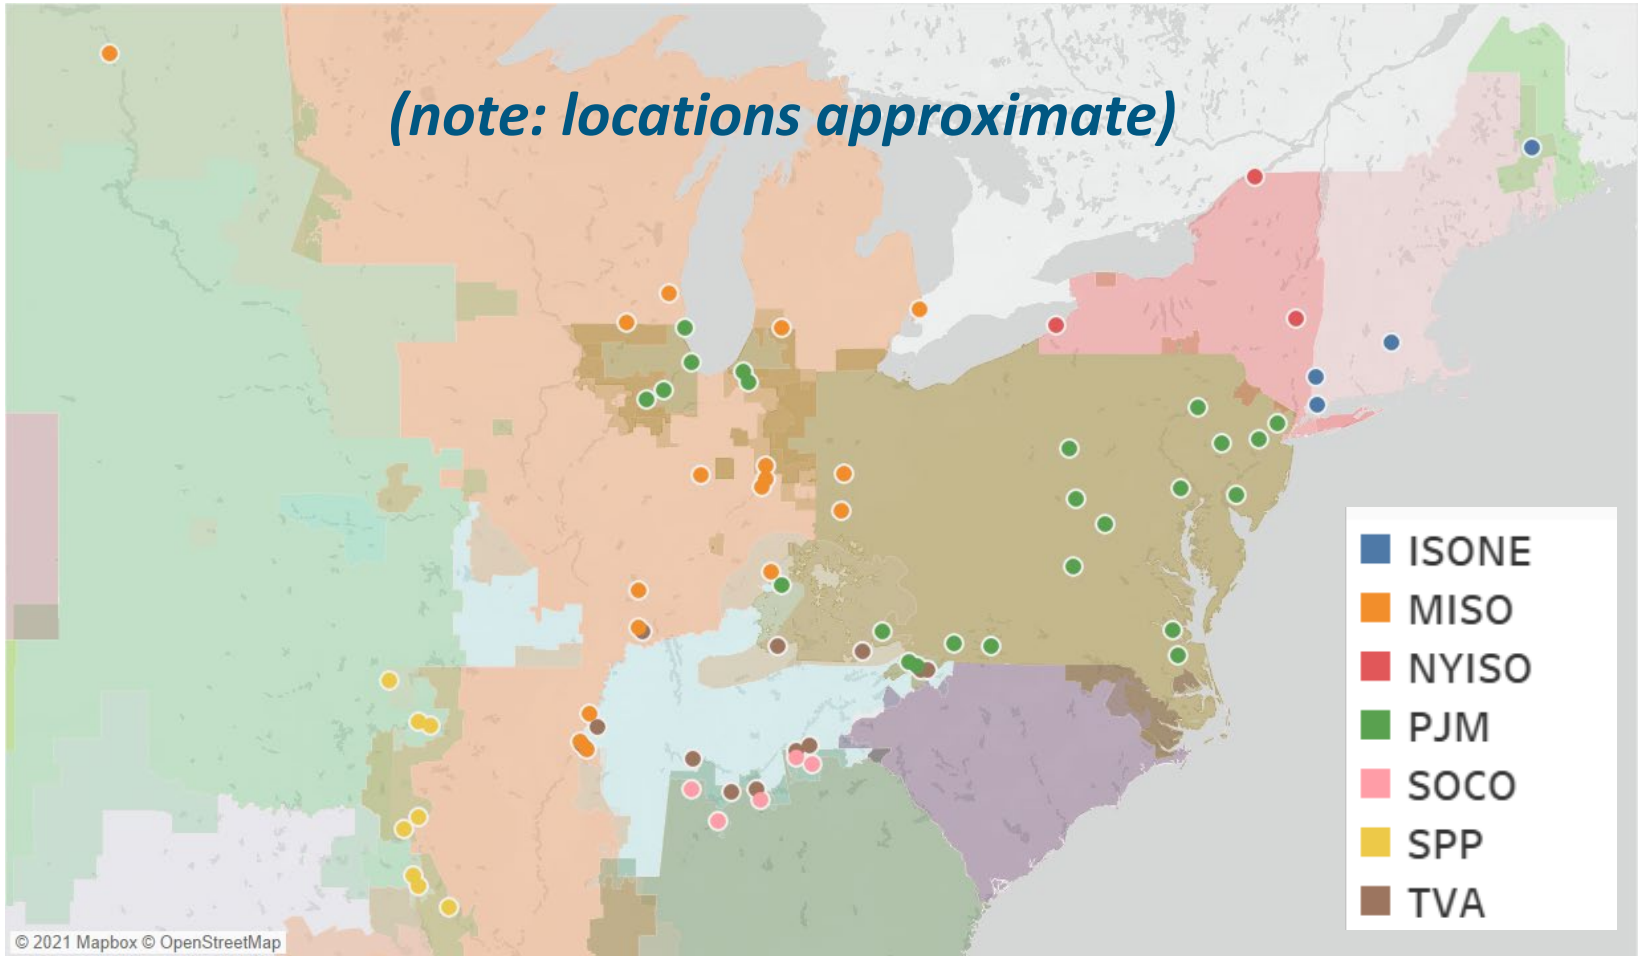 (note: locations approximate)
ISONE
MISO
NYISO
PJM
SOCO
SPP
TVA
© 2021 Mapbox © OpenStreetMap